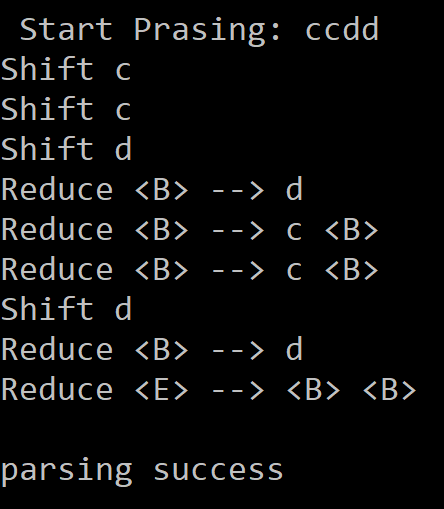 Start Prasing: ccdd
Shift c
Shift c
Shift d
Reduce <B> --> d
Reduce <B> --> c <B>
Reduce <B> --> c <B>
Shift d
Reduce <B> --> d
Reduce <E> --> <B> <B>
parsing success